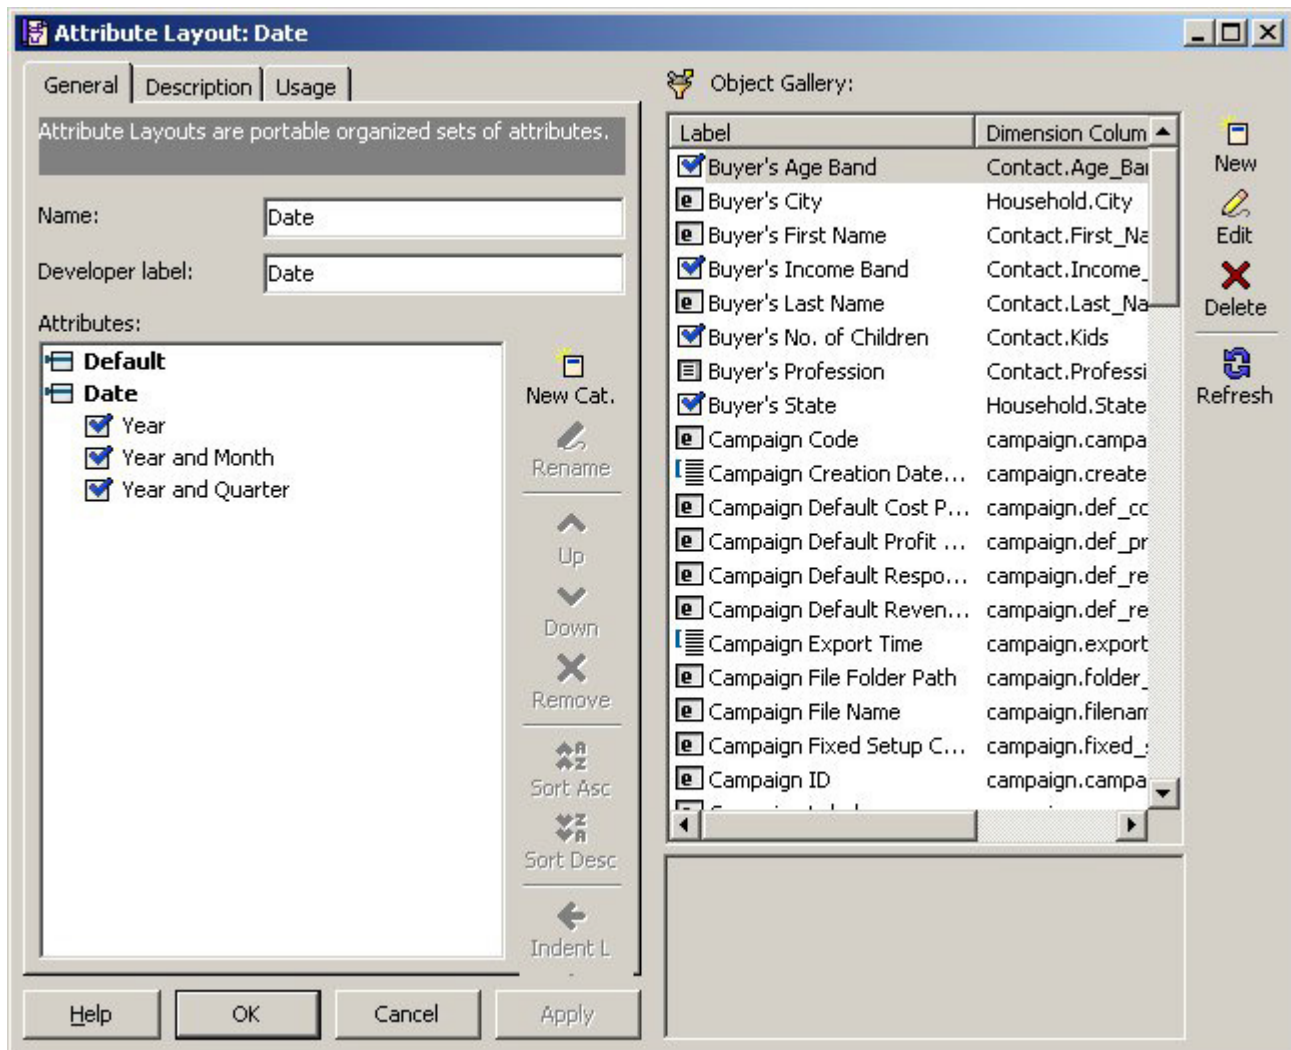 Attribute Layout: Date
General Description Usage
Attribute Layouts are portable organized sets of attributes.
Name: Date
Developer label: Date
Attributes:
Default
Date
Year
Year and Month
Year and Quarter
New Cat.
Rename
Up
Down
Remove
Sort Asc
Sort Desc
Indent L
Help OK Cancel Apply
Object Gallery:
Label Dimension Colum
Buyer's Age Band Contact.Age_Ba
Buyer's City Household.City
Buyer's First Name Contact.First_Na
Buyer's Income Band Contact.Income_
Buyer's Last Name Contact.Last_Na
Buyer's No. of Children Contact.Kids
Buyer's Profession Contact.Professi
Buyer's State Household.State
Campaign Code campaign.campa
Campaign Creation Date... campaign.create
Campaign Default Cost P... campaign.def_cc
Campaign Default Profit ... campaign.def_pr
Campaign Default Respo... campaign.def_re
Campaign Default Reven... campaign.def_re
Campaign Export Time campaign.export
Campaign File Folder Path campaign.folder_
Campaign File Name campaign.filenam
Campaign Fixed Setup C... campaign.fixed_
Campaign ID campaign.campa
New
Edit
Delete
Refresh